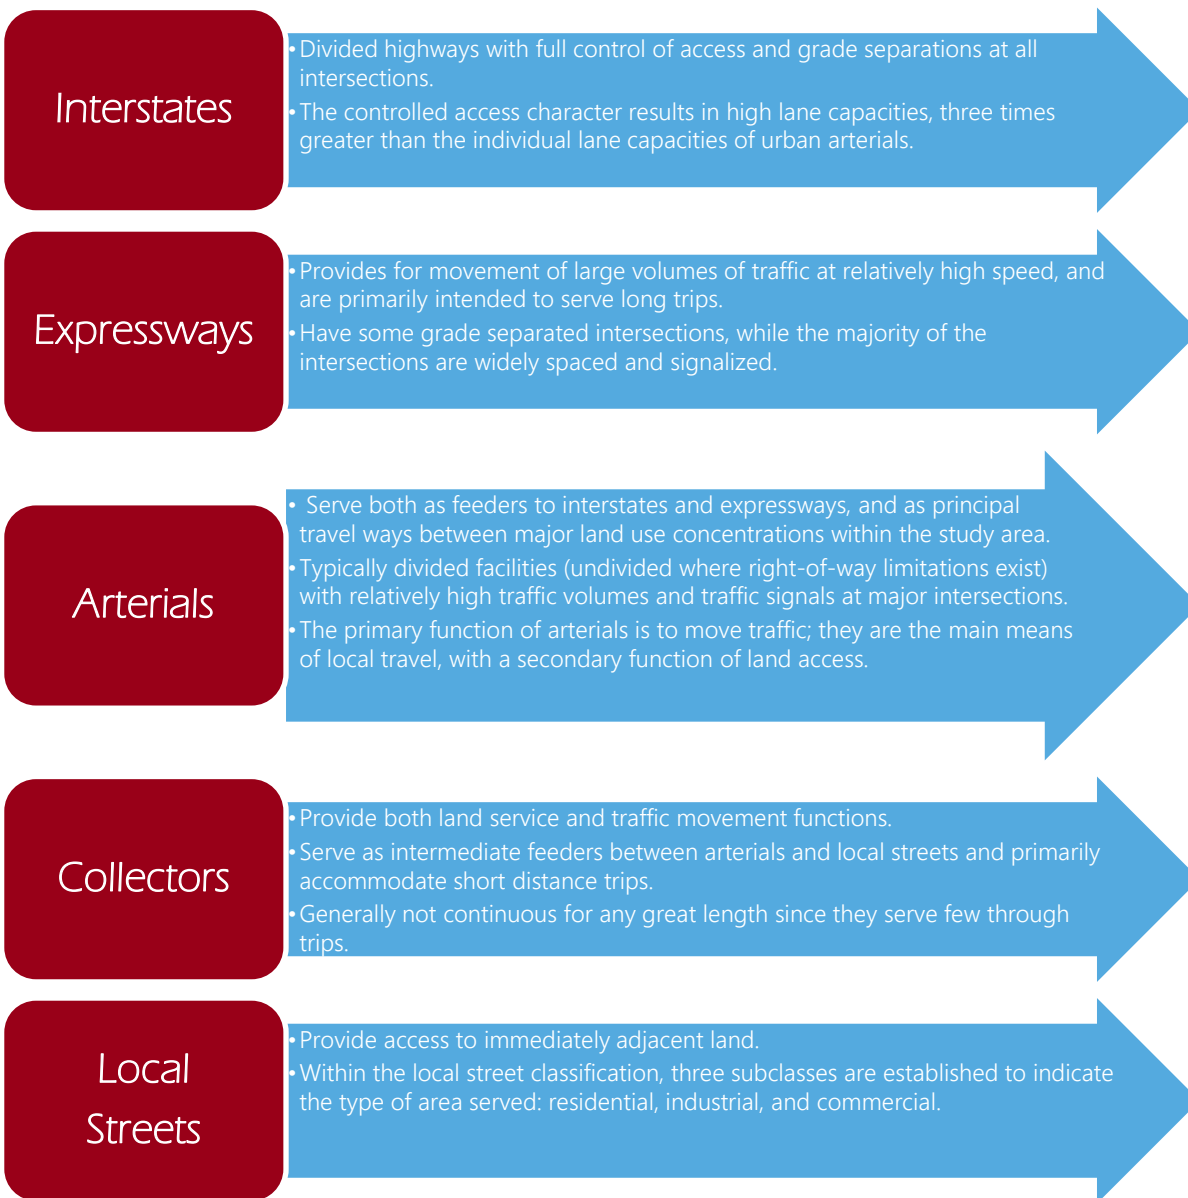 Interstates
• Divided highways with full control of access and grade separations at all
intersections.
• The controlled access character results in high lane capacities, three times
greater than the individual lane capacities of urban arterials.
Expressways
• Provides for movement of large volumes of traffic at relatively high speed, and
are primarily intended to serve long trips.
• Have some grade separated intersections, while the majority of the
intersections are widely spaced and signalized.
Arterials
• Serve both as feeders to interstates and expressways, and as principal
travel ways between major land use concentrations within the study area.
• Typically divided facilities (undivided where right-of-way limitations exist)
with relatively high traffic volumes and traffic signals at major intersections.
• The primary function of arterials is to move traffic; they are the main means
of local travel, with a secondary function of land access.
Collectors
• Provide both land service and traffic movement functions.
• Serve as intermediate feeders between arterials and local streets and primarily
accommodate short distance trips.
• Generally not continuous for any great length since they serve few through
trips.
Local
Streets
• Provide access to immediately adjacent land.
• Within the local street classification, three subclasses are established to indicate
the type of area served: residential, industrial, and commercial.